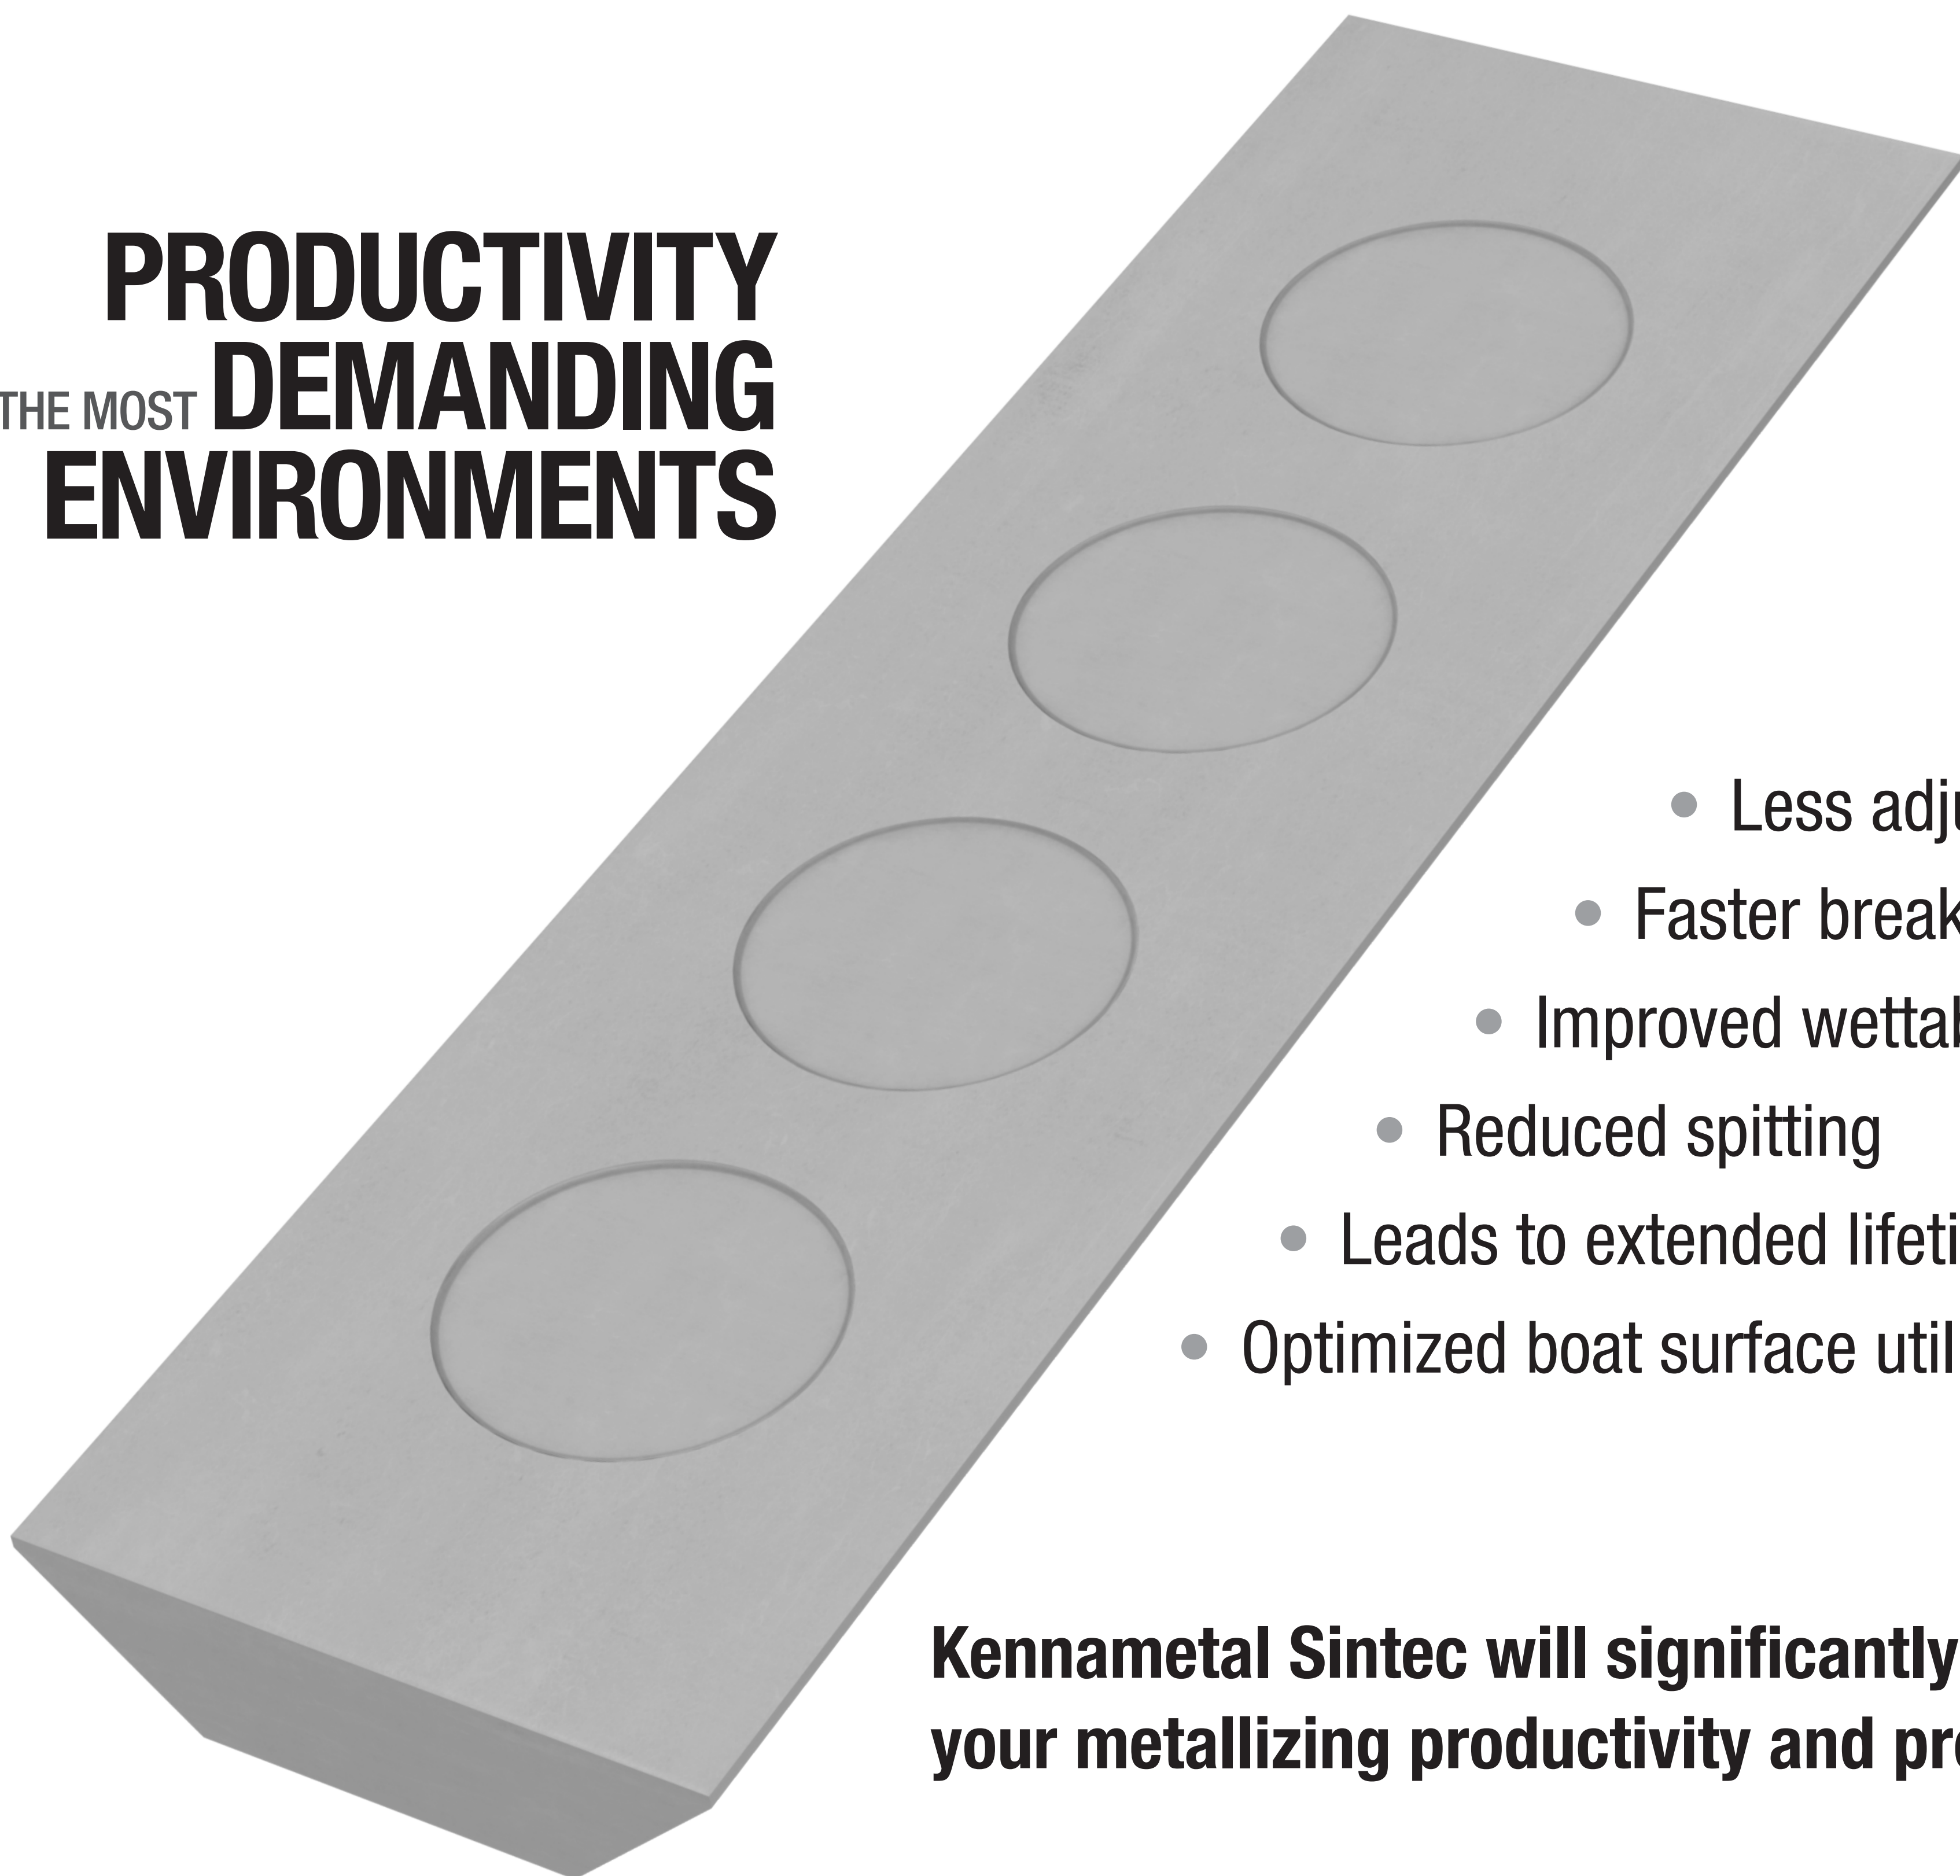 PRODUCTIVITY
THE MOST DEMANDING
ENVIRONMENTS
• Less adju
• Faster break
• Improved wettab
• Reduced spitting
• Leads to extended lifeti
• Optimized boat surface util
Kennametal Sintec will significantly
your metallizing productivity and pro